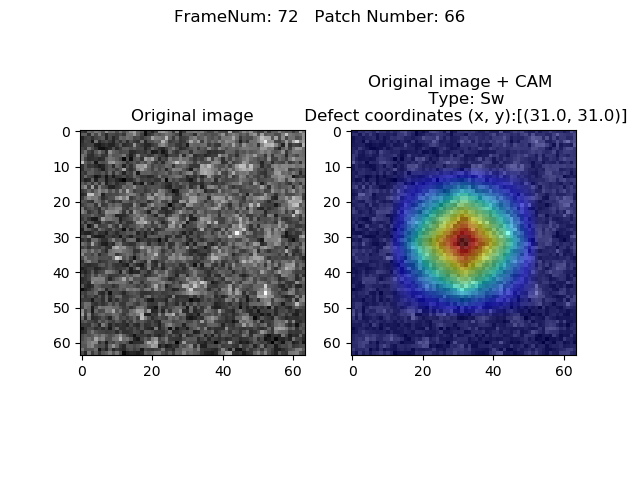 FrameNum: 72   Patch Number: 66
Original image
Original image + CAM
Type: Sw
Defect coordinates (x, y):[(31.0, 31.0)]
0
10
20
30
40
50
60
0 20 40 60
0
10
20
30
40
50
60
0 20 40 60